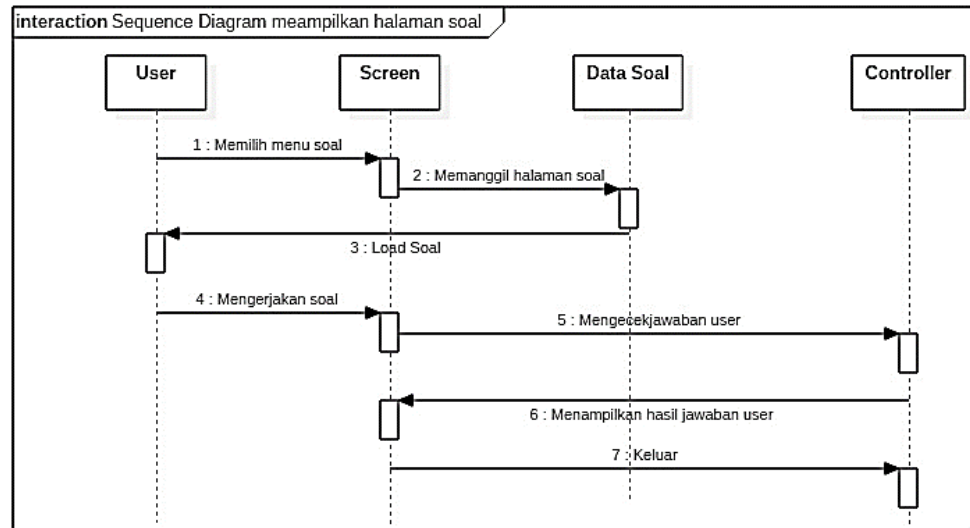 interaction Sequence Diagram meampilkan halaman soal
User Screen Data Soal Controller
1 : Memilih menu soal
2 : Memanggil halaman soal
3 : Load Soal
4 : Mengerjakan soal
5 : Mengecekjawaban user
6 : Menampilkan hasil jawaban user
7 : Keluar